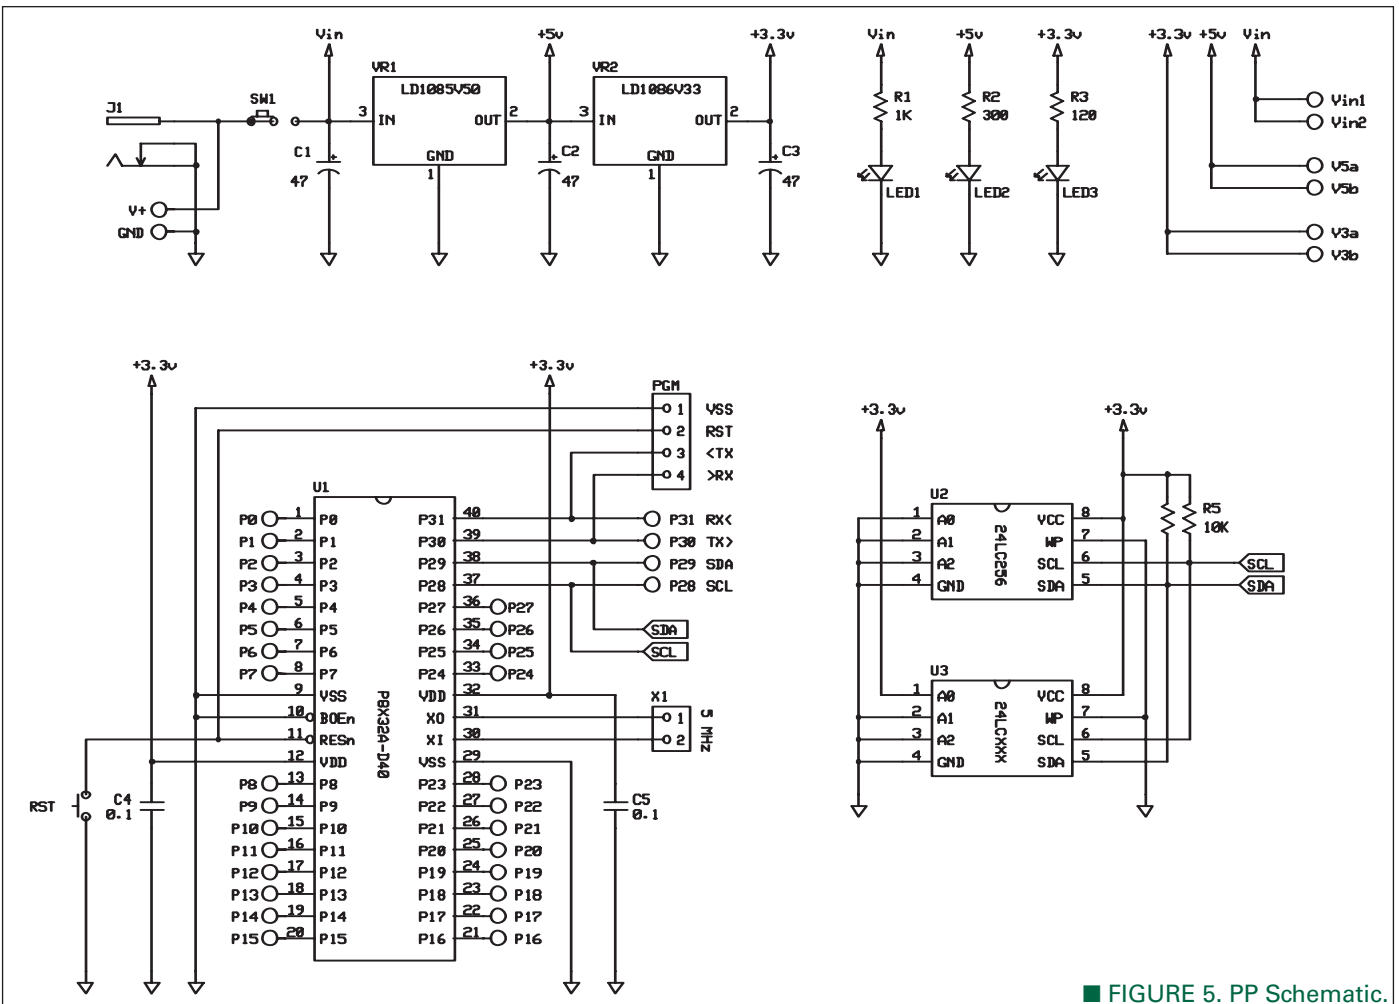 Vin +5v +3.3v Vin +5v +3.3v +3.3v +5v Vin
VR1 VR2
LD1085V50 LD1086V33
J1 SW1 3 IN OUT 2 3 IN OUT 2
R1 1K R2 300 R3 120
Vin1
Vin2
C1 47 GND 1 C2 47 GND 1 C3 47
LED1 LED2 LED3
V5a
V5b
V+
GND
V3a
V3b
+3.3v +3.3v
PGM
1 VSS
2 RST
3 <TX
4 >RX
U1
P8X32A-D40
P0 1 P0 P31 40 P31 RX<
P1 2 P1 P30 39 P30 TX>
P2 3 P2 P29 38 P29 SDA
P3 4 P3 P28 37 P28 SCL
P4 5 P4 P27 36 P27
P5 6 P5 P26 35 P26 SDA
P6 7 P6 P25 34 P25 SCL
P7 8 P7 P24 33 P24
9 VSS VDD 32
10 BOEn XO 31
11 RESn XI 30
12 VDD VSS 29
X1
1
2
5 MHz
P8 13 P8 P23 28 P23
P9 14 P9 P22 27 P22
P10 15 P10 P21 26 P21
P11 16 P11 P20 25 P20
P12 17 P12 P19 24 P19
P13 18 P13 P18 23 P18
P14 19 P14 P17 22 P17
P15 20 P15 P16 21 P16
RST
C4
0.1
C5
0.1
+3.3v +3.3v
U2
24LC256
1 A0 VCC 8
2 A1 WP 7
3 A2 SCL 6 SCL
4 GND SDA 5 SDA
R5
10K
U3
24LCXXX
1 A0 VCC 8
2 A1 WP 7
3 A2 SCL 6
4 GND SDA 5
■ FIGURE 5. PP Schematic.